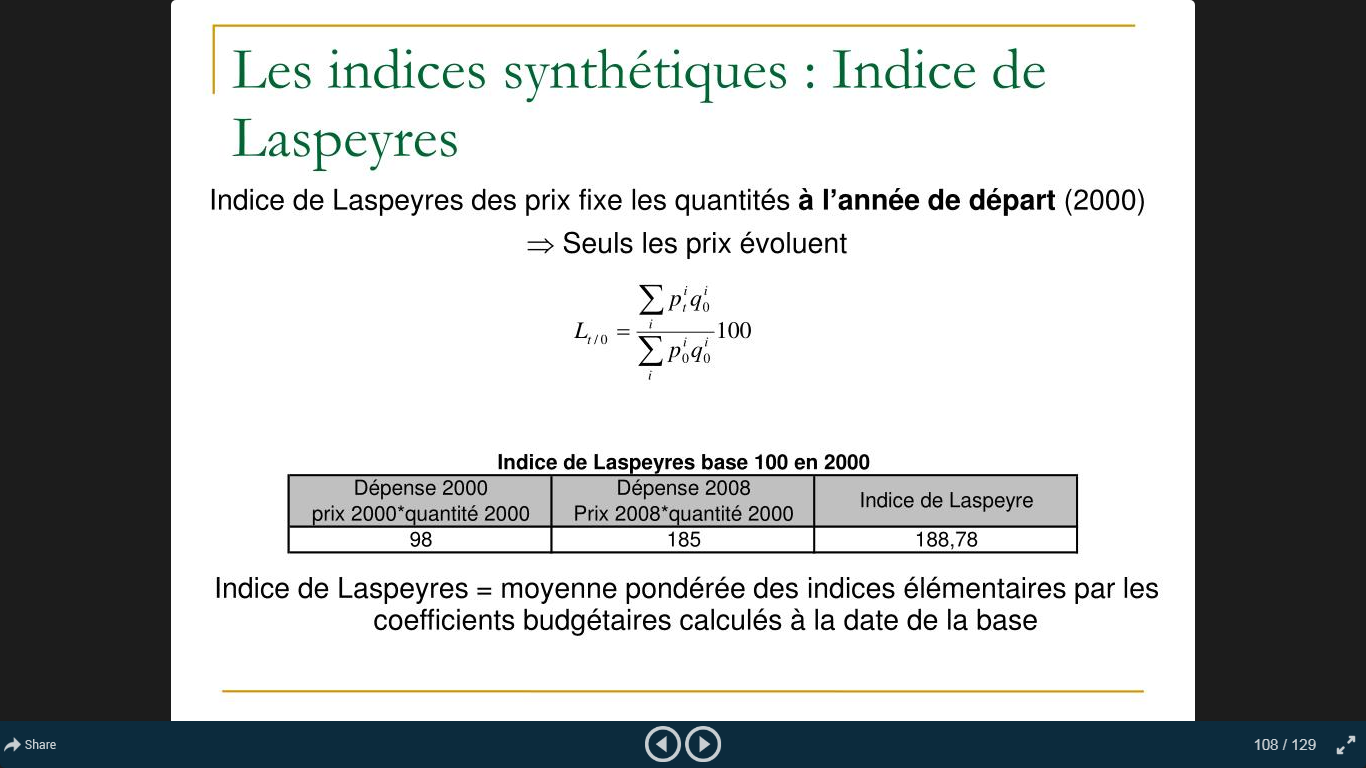 Les indices synthétiques : Indice de
Laspeyres
Indice de Laspeyres des prix fixe les quantités à l’année de départ (2000)
⇒ Seuls les prix évoluent
L_{t/0} = \frac{\sum_i p_t^i q_0^i}{\sum_i p_0^i q_0^i} 100
Indice de Laspeyres base 100 en 2000
Dépense 2000
prix 2000*quantité 2000
Dépense 2008
Prix 2008*quantité 2000
Indice de Laspeyre
98
185
188,78
Indice de Laspeyres = moyenne pondérée des indices élémentaires par les
coefficients budgétaires calculés à la date de la base
Share
108 / 129